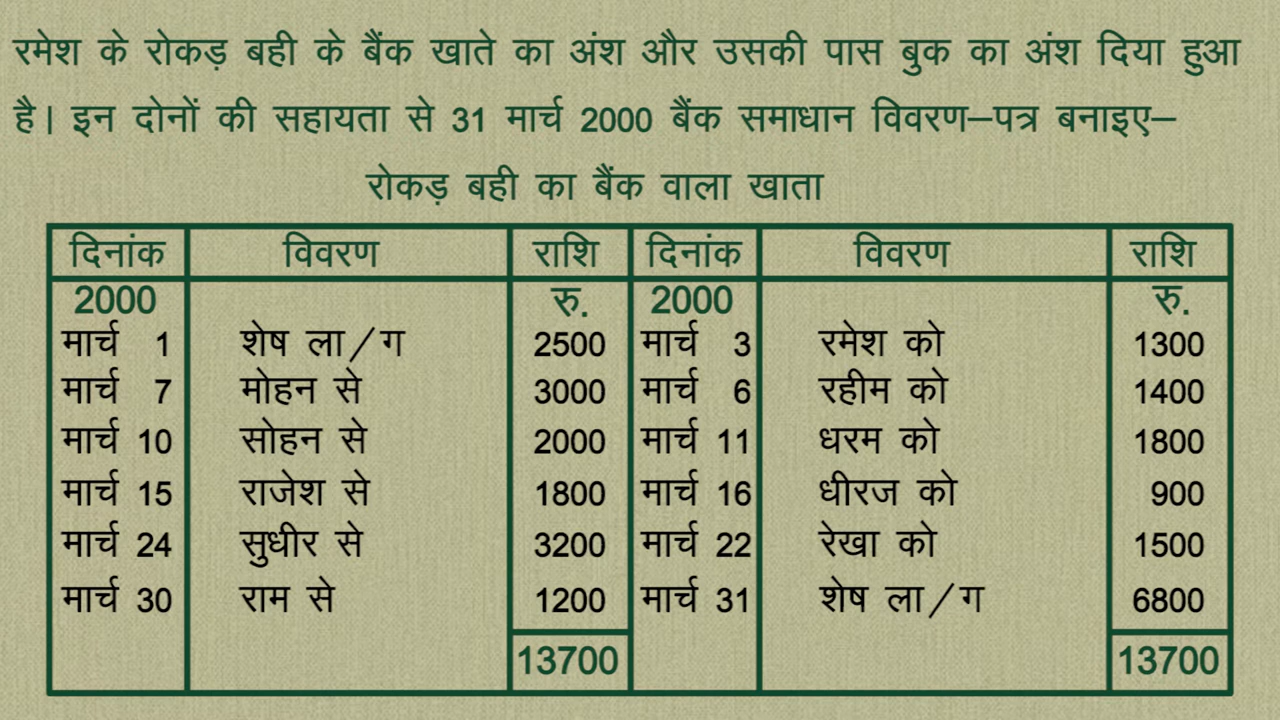 रमेश के रोकड़ बही के बैंक खाते का अंश और उसकी पास बुक का अंश दिया हुआ
है। इन दोनों की सहायता से 31 मार्च 2000 बैंक समाधान विवरण–पत्र बनाइए–
रोकड़ बही का बैंक वाला खाता
दिनांक विवरण राशि दिनांक विवरण राशि
2000 रु. 2000 रु.
मार्च 1 शेष ला/ग 2500 मार्च 3 रमेश को 1300
मार्च 7 मोहन से 3000 मार्च 6 रहीम को 1400
मार्च 10 सोहन से 2000 मार्च 11 धरम को 1800
मार्च 15 राजेश से 1800 मार्च 16 धीरज को 900
मार्च 24 सुधीर से 3200 मार्च 22 रेखा को 1500
मार्च 30 राम से 1200 मार्च 31 शेष ला/ग 6800
13700 13700